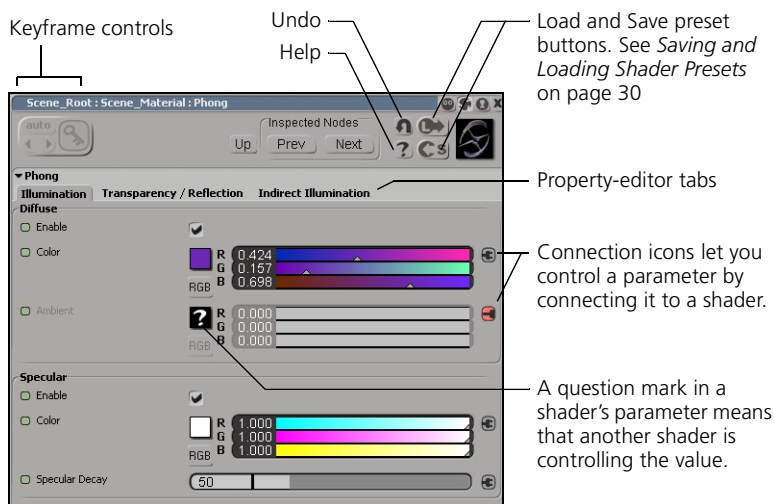 Keyframe controls
Undo
Help
Load and Save preset
buttons. See Saving and
Loading Shader Presets
on page 30
Scene_Root : Scene_Material : Phong
auto
Inspected Nodes
Up Prev Next
Phong
Illumination Transparency / Reflection Indirect Illumination
Property-editor tabs
Diffuse
Enable
Color
R 0.424
G 0.157
B 0.698
RGB
Connection icons let you
control a parameter by
connecting it to a shader.
Ambient
?
R 0.000
G 0.000
B 0.000
RGB
Specular
Enable
Color
R 1.000
G 1.000
B 1.000
RGB
A question mark in a
shader's parameter means
that another shader is
controlling the value.
Specular Decay
50